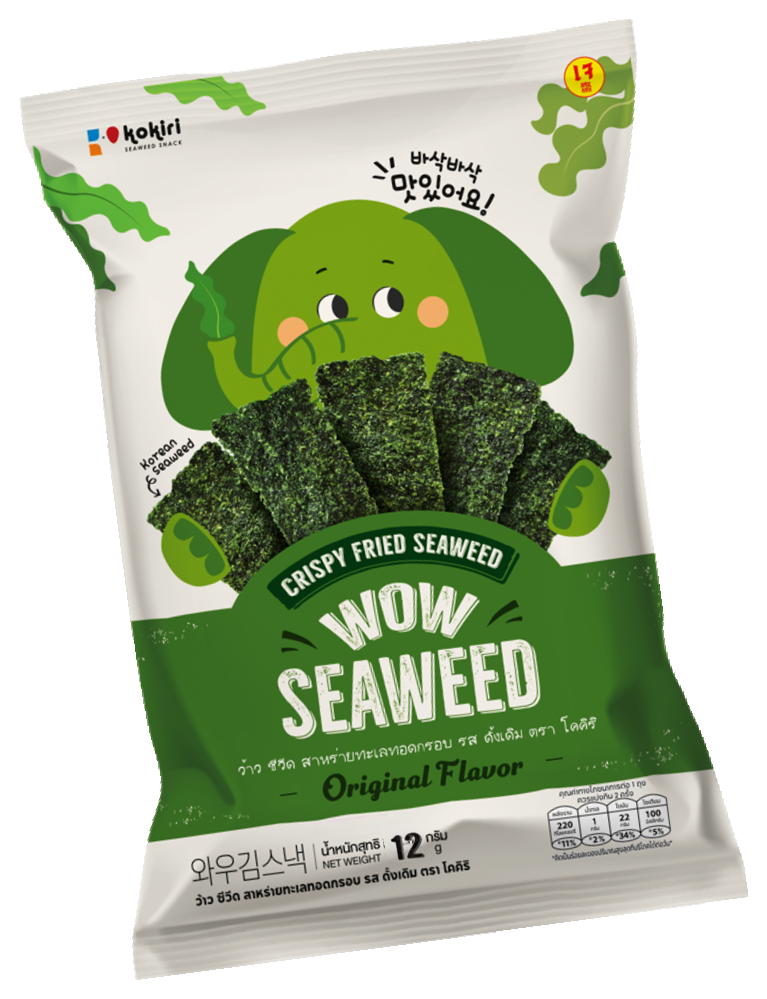 kokiri
SEAWEED SNACK
เจ
齋
바삭바삭
맛있어요!
Korean
seaweed
CRISPY FRIED SEAWEED
WOW
SEAWEED
ว้าว ซีวีด สาหร่ายทะเลทอดกรอบ รส ดั้งเดิม ตรา โคคิริ
Original Flavor
คุณค่าทางโภชนาการต่อ 1 ถุง
ควรแบ่งกิน 2 ครั้ง
พลังงาน น้ำตาล ไขมัน โซเดียม
220 1 22 100
กิโลแคลอรี กรัม กรัม มิลลิกรัม
*11% *2% *34% *5%
*คิดเป็นร้อยละของปริมาณสูงสุดที่บริโภคได้ต่อวัน
와우김스낵
น้ำหนักสุทธิ 12 กรัม
NET WEIGHT g
ว้าว ซีวีด สาหร่ายทะเลทอดกรอบ รส ดั้งเดิม ตรา โคคิริ